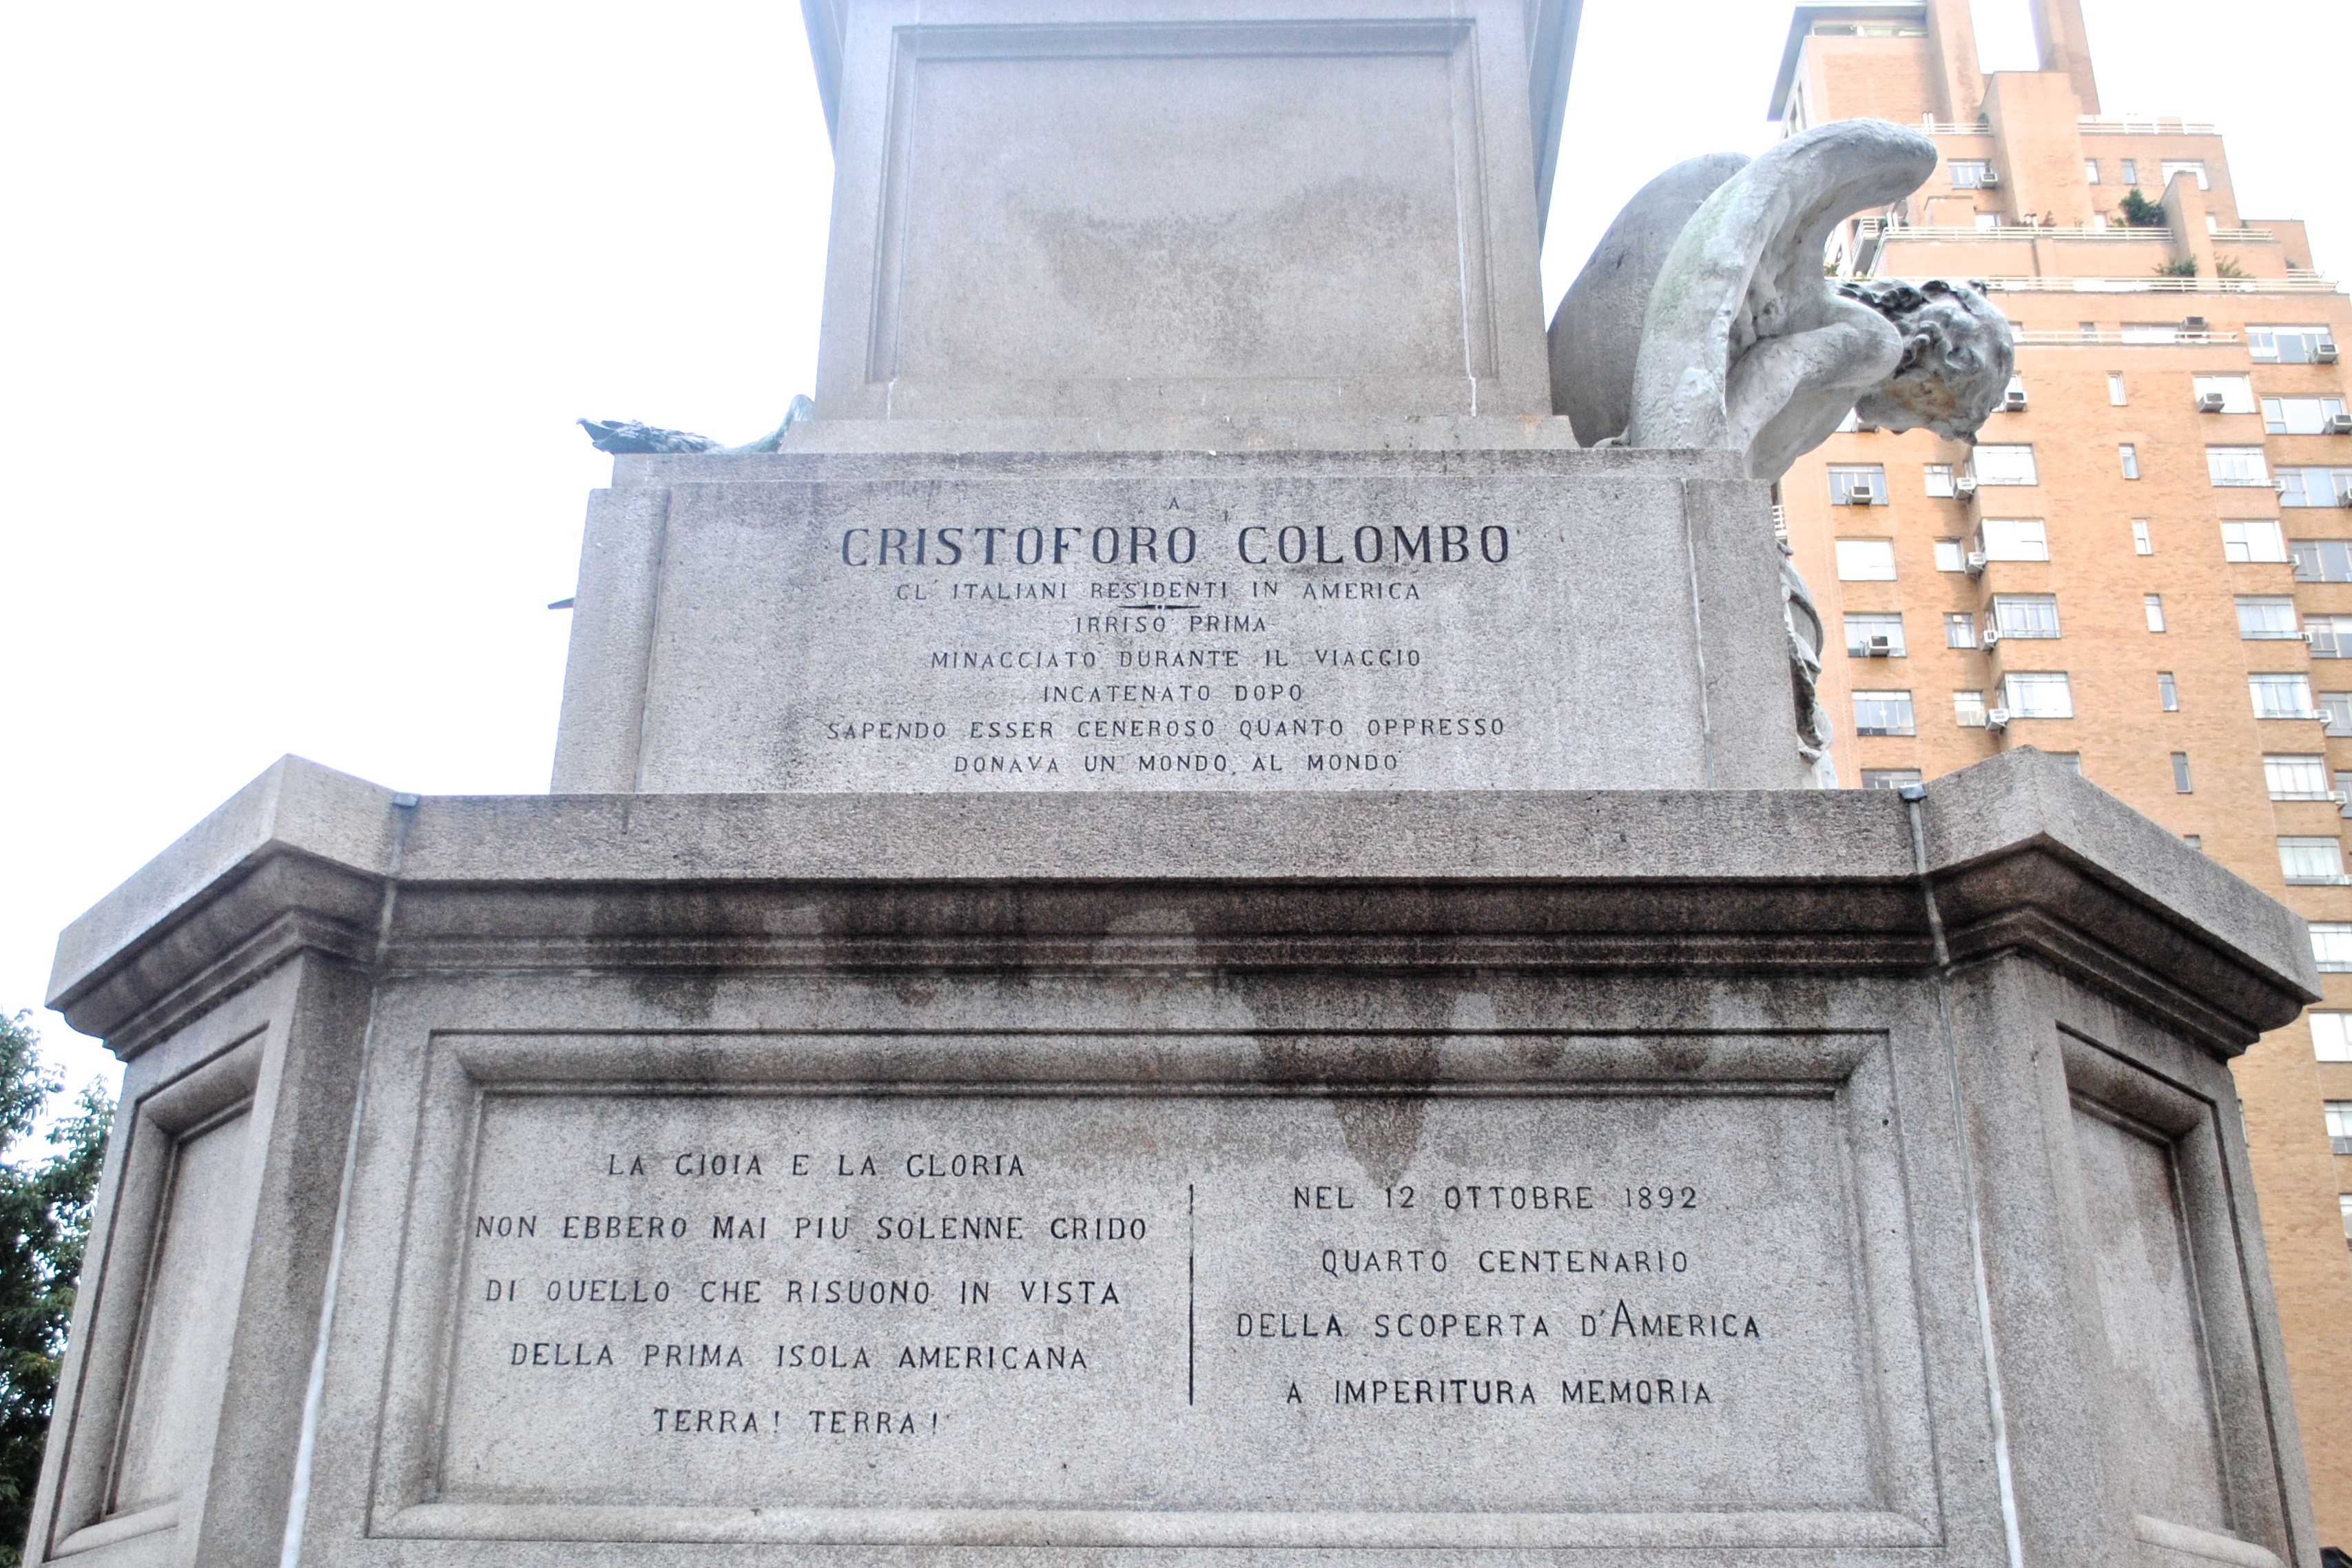 A
CRISTOFORO COLOMBO
GL' ITALIANI RESIDENTI IN AMERICA
IRRISO PRIMA
MINACCIATO DURANTE IL VIAGGIO
INCATENATO DOPO
SAPENDO ESSER GENEROSO QUANTO OPPRESSO
DONAVA UN MONDO AL MONDO
LA GIOIA E LA GLORIA
NON EBBERO MAI PIU SOLENNE GRIDO
DI QUELLO CHE RISUONO IN VISTA
DELLA PRIMA ISOLA AMERICANA
TERRA! TERRA!
NEL 12 OTTOBRE 1892
QUARTO CENTENARIO
DELLA SCOPERTA D'AMERICA
A IMPERITURA MEMORIA